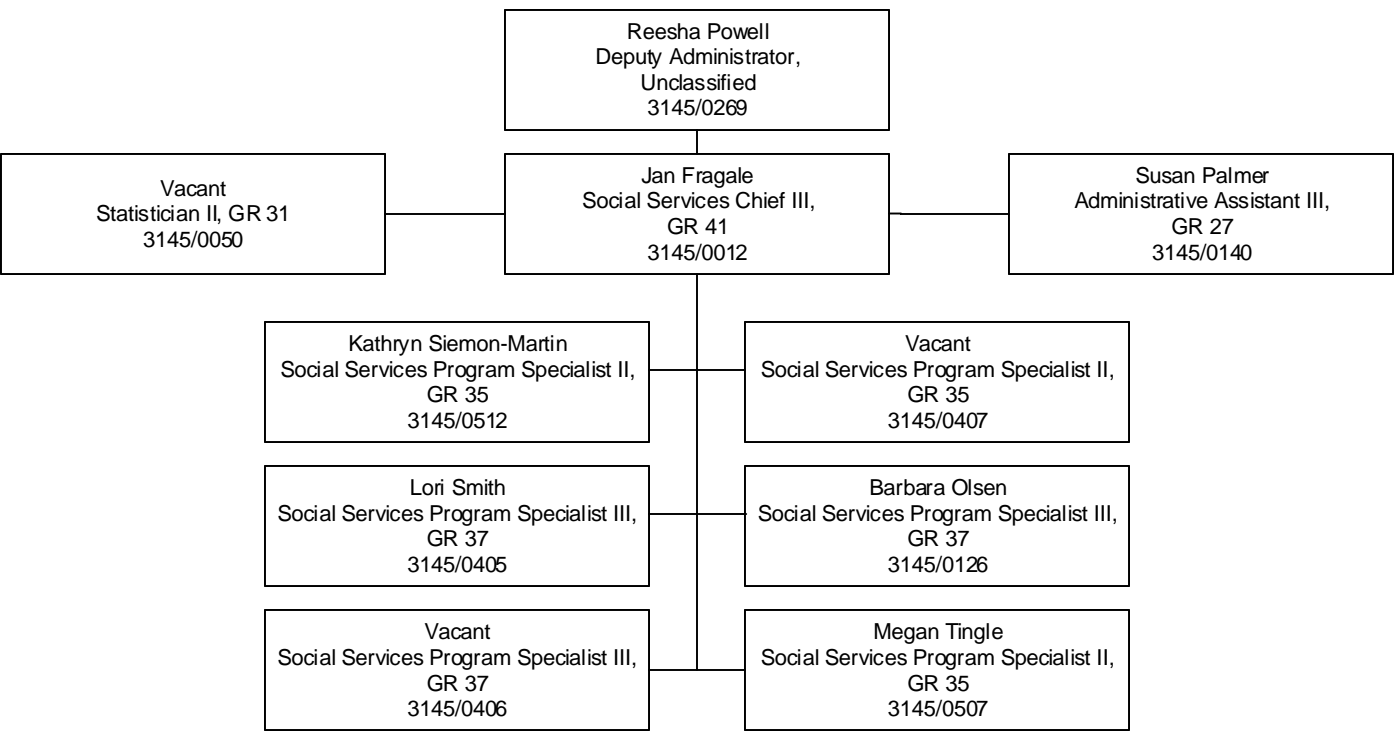 Reesha Powell
Deputy Administrator,
Unclassified
3145/0269
Vacant
Statistician II, GR 31
3145/0050
Jan Fragale
Social Services Chief III,
GR 41
3145/0012
Susan Palmer
Administrative Assistant III,
GR 27
3145/0140
Kathryn Siemon-Martin
Social Services Program Specialist II,
GR 35
3145/0512
Vacant
Social Services Program Specialist II,
GR 35
3145/0407
Lori Smith
Social Services Program Specialist III,
GR 37
3145/0405
Barbara Olsen
Social Services Program Specialist III,
GR 37
3145/0126
Vacant
Social Services Program Specialist III,
GR 37
3145/0406
Megan Tingle
Social Services Program Specialist II,
GR 35
3145/0507